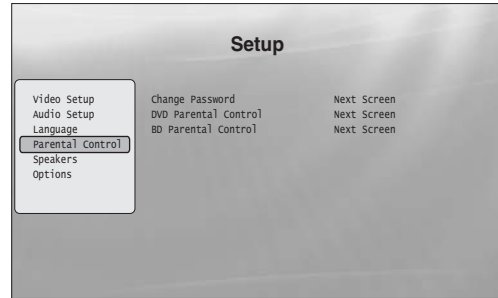 Setup
Video Setup
Audio Setup
Language
Parental Control
Speakers
Options
Change Password Next Screen
DVD Parental Control Next Screen
BD Parental Control Next Screen